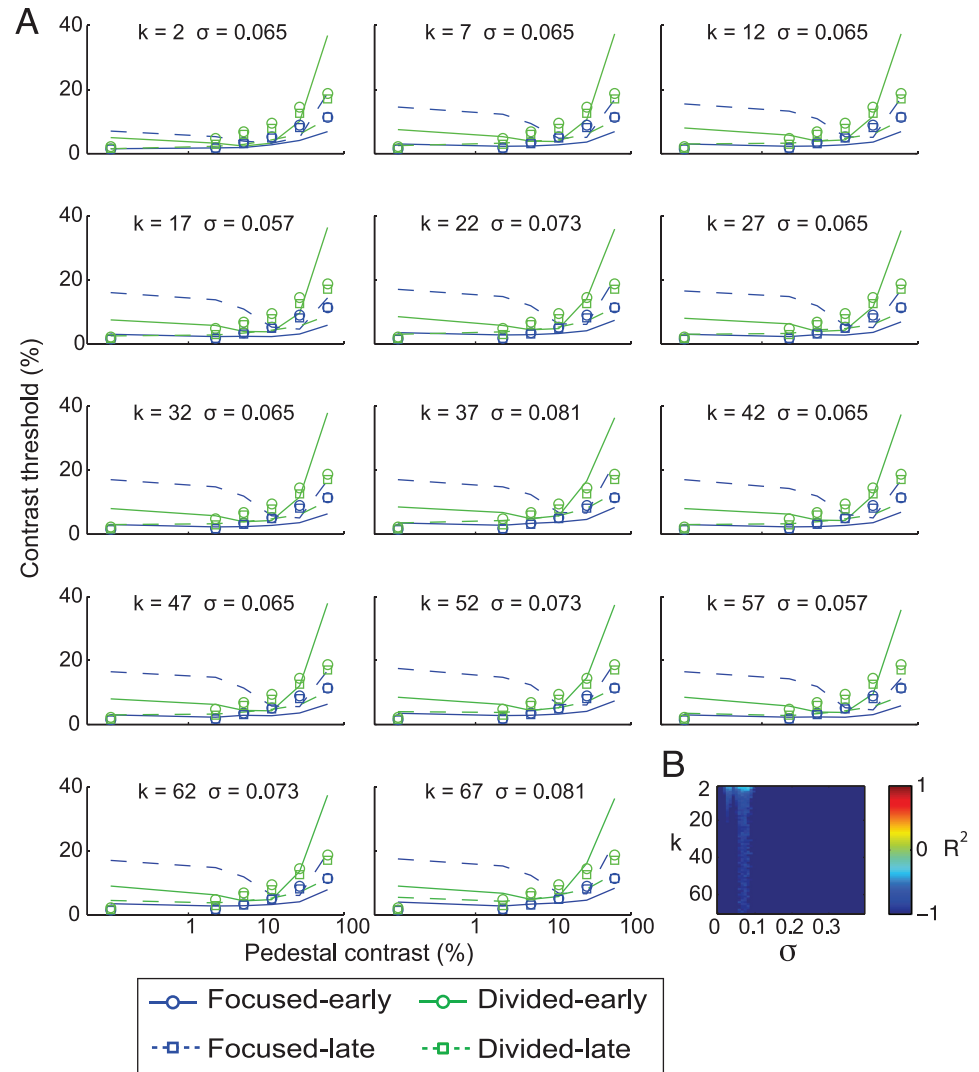 A
40
20
0
k = 2 σ = 0.065
k = 7 σ = 0.065
k = 12 σ = 0.065
40
20
0
k = 17 σ = 0.057
k = 22 σ = 0.073
k = 27 σ = 0.065
Contrast threshold (%)
40
20
0
k = 32 σ = 0.065
k = 37 σ = 0.081
k = 42 σ = 0.065
40
20
0
k = 47 σ = 0.065
k = 52 σ = 0.073
k = 57 σ = 0.057
40
20
0
k = 62 σ = 0.073
k = 67 σ = 0.081
1 10 100
1 10 100
Pedestal contrast (%)
B
2
20
40
60
k
0 0.1 0.2 0.3
σ
1
0
−1
R²
Focused-early
Divided-early
Focused-late
Divided-late